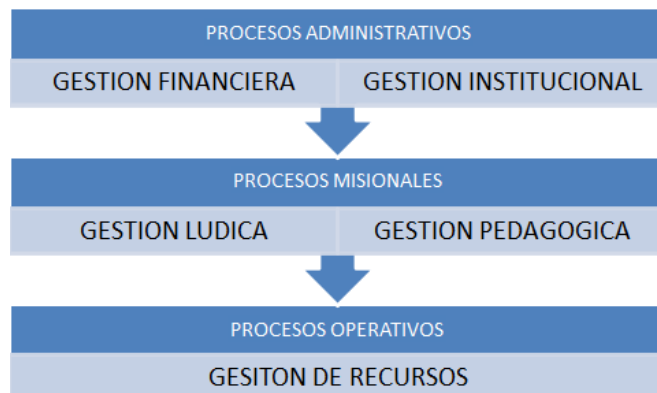 PROCESOS ADMINISTRATIVOS
GESTION FINANCIERA GESTION INSTITUCIONAL
PROCESOS MISIONALES
GESTION LUDICA GESTION PEDAGOGICA
PROCESOS OPERATIVOS
GESITON DE RECURSOS